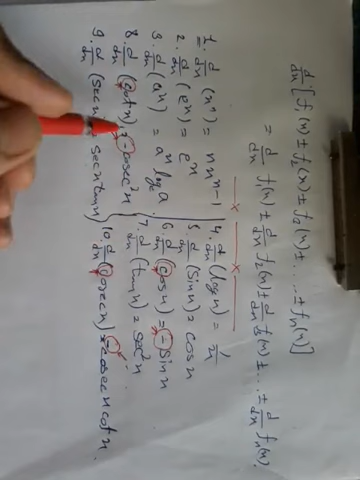 d/dx [f₁(x) ± f₂(x) ± f₃(x) ± .... ± fₙ(x)]
= d/dx f₁(x) ± d/dx f₂(x) ± d/dx f₃(x) ± ... ± d/dx fₙ(x).
1. d/dx (xⁿ) = nxⁿ⁻¹
2. d/dx (eˣ) = eˣ
3. d/dx (aˣ) = aˣ logₑa
4. d/dx (log x) = 1/x
5. d/dx (Sin x) = cos x
6. d/dx (cos x) = - Sin x
7. d/dx (tan x) = sec²x
8. d/dx (cot x) = - cosec²x
9. d/dx (sec x) = sec x tan x
10. d/dx (cosec x) = - cosec x cot x